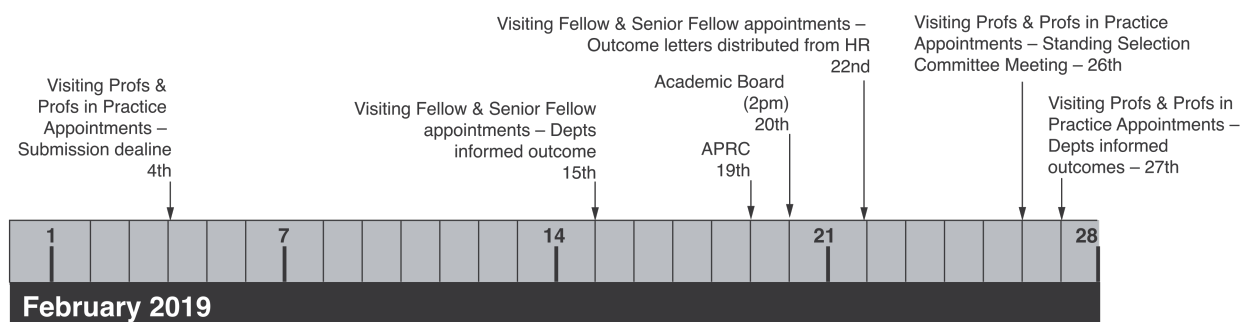 Visiting Profs &
Profs in Practice
Appointments –
Submission dealine
4th
Visiting Fellow & Senior Fellow
appointments – Depts
informed outcome
15th
APRC
19th
Academic Board
(2pm)
20th
Visiting Fellow & Senior Fellow appointments –
Outcome letters distributed from HR
22nd
Visiting Profs & Profs in Practice
Appointments – Standing Selection
Committee Meeting – 26th
Visiting Profs & Profs in
Practice Appointments –
Depts informed
outcomes – 27th
1 7 14 21 28
February 2019